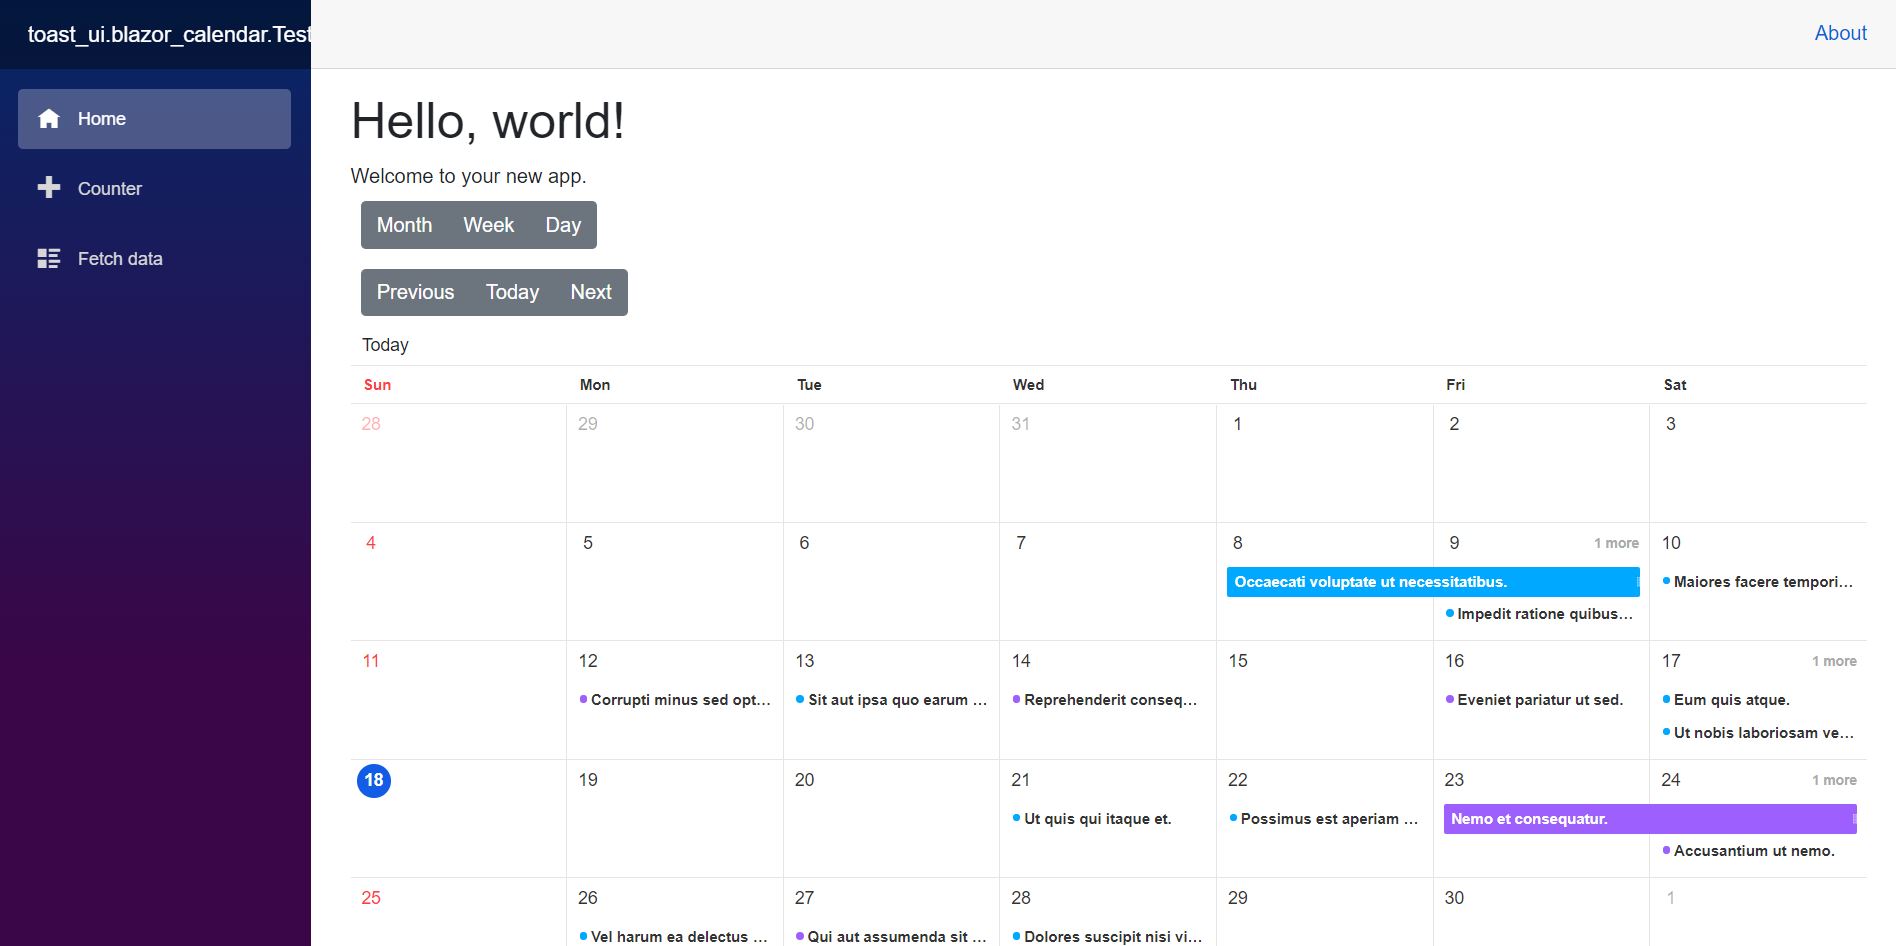 toast_ui.blazor_calendar.Test
About
Home
Counter
Fetch data
Hello, world!
Welcome to your new app.
Month Week Day
Previous Today Next
Today
Sun Mon Tue Wed Thu Fri Sat
28 29 30 31 1 2 3
4 5 6 7 8 9 1 more 10
Occaecati voluptate ut necessitatibus. Maiores facere tempori...
Impedit ratione quibus...
11 12 13 14 15 16 17 1 more
Corrupti minus sed opt... Sit aut ipsa quo earum ... Reprehenderit conseq... Eveniet pariatur ut sed. Eum quis atque.
Ut nobis laboriosam ve...
18 19 20 21 22 23 24 1 more
Ut quis qui itaque et. Possimus est aperiam ... Nemo et consequatur.
Accusantium ut nemo.
25 26 27 28 29 30 1
Vel harum ea delectus ... Qui aut assumenda sit ... Dolores suscipit nisi vi...